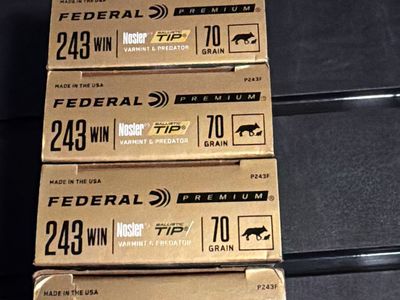 FEDERAL PREMIUM
243 WIN Nosler BALLISTIC TIP 70
VARMINT & PREDATOR GRAIN
MADE IN THE USA P243F
FEDERAL PREMIUM
243 WIN Nosler BALLISTIC TIP 70
VARMINT & PREDATOR GRAIN
MADE IN THE USA P243F
FEDERAL PREMIUM
243 WIN Nosler BALLISTIC TIP 70
VARMINT & PREDATOR GRAIN
MADE IN THE USA P243F